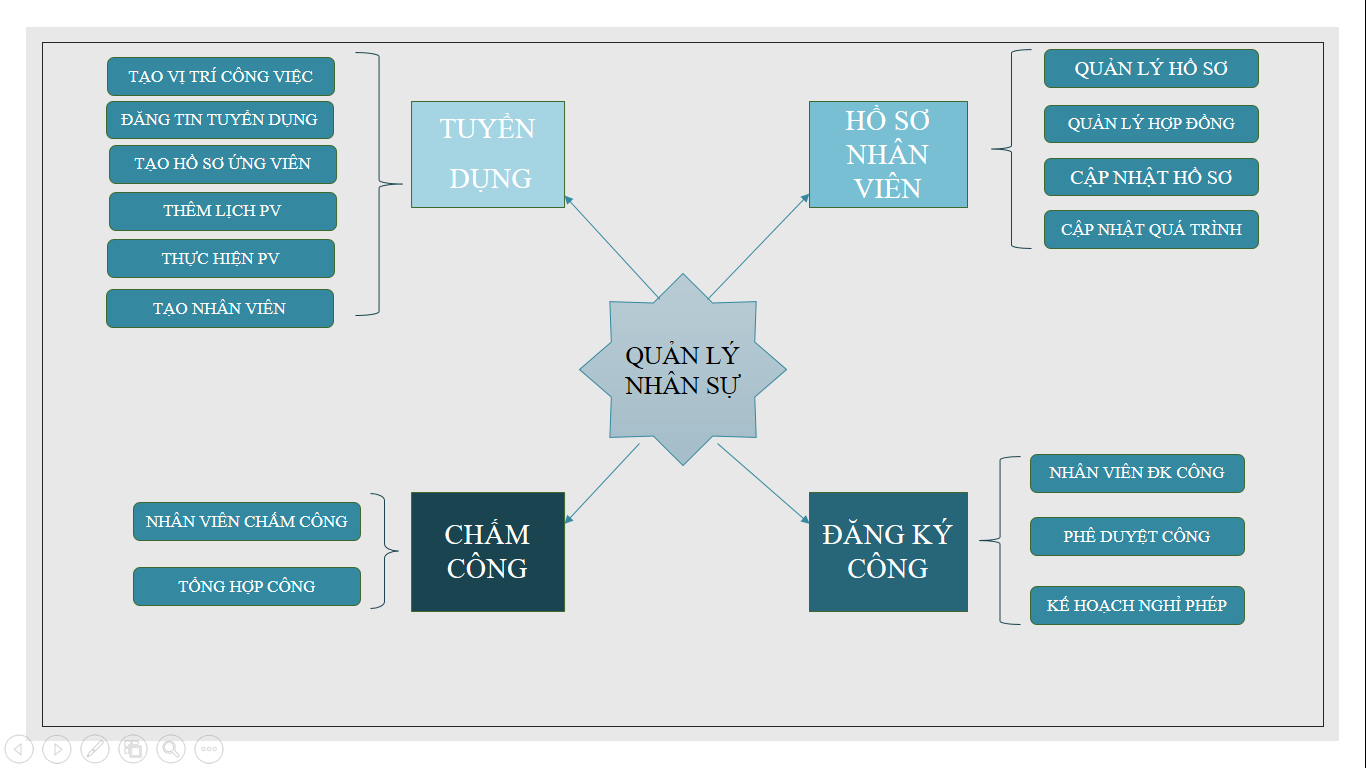 TẠO VỊ TRÍ CÔNG VIỆC
ĐĂNG TIN TUYỂN DỤNG
TẠO HỒ SƠ ỨNG VIÊN
THÊM LỊCH PV
THỰC HIỆN PV
TẠO NHÂN VIÊN
TUYỂN
DỤNG
HỒ SƠ
NHÂN
VIÊN
QUẢN LÝ HỒ SƠ
QUẢN LÝ HỢP ĐỒNG
CẬP NHẬT HỒ SƠ
CẬP NHẬT QUÁ TRÌNH
QUẢN LÝ
NHÂN SỰ
NHÂN VIÊN CHẤM CÔNG
TỔNG HỢP CÔNG
CHẤM
CÔNG
ĐĂNG KÝ
CÔNG
NHÂN VIÊN ĐK CÔNG
PHÊ DUYỆT CÔNG
KẾ HOẠCH NGHỈ PHÉP